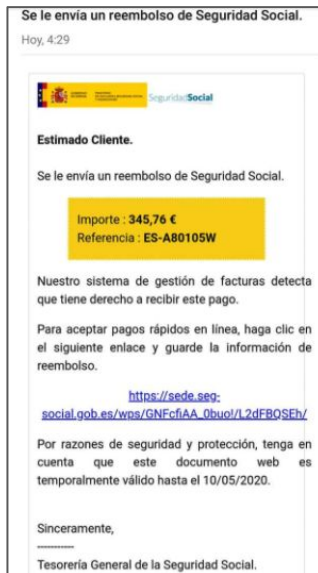 Se le envía un reembolso de Seguridad Social.
Hoy, 4:29
SeguridadSocial
Estimado Cliente.
Se le envía un reembolso de Seguridad Social.
Importe : 345,76 €
Referencia : ES-A80105W
Nuestro sistema de gestión de facturas detecta
que tiene derecho a recibir este pago.
Para aceptar pagos rápidos en línea, haga clic en
el siguiente enlace y guarde la información de
reembolso.
https://sede.seg-
social.gob.es/wps/GNFcfiAA_0buo!/L2dFBQSEh/
Por razones de seguridad y protección, tenga en
cuenta que este documento web es
temporalmente válido hasta el 10/05/2020.
Sinceramente,
----------
Tesorería General de la Seguridad Social.